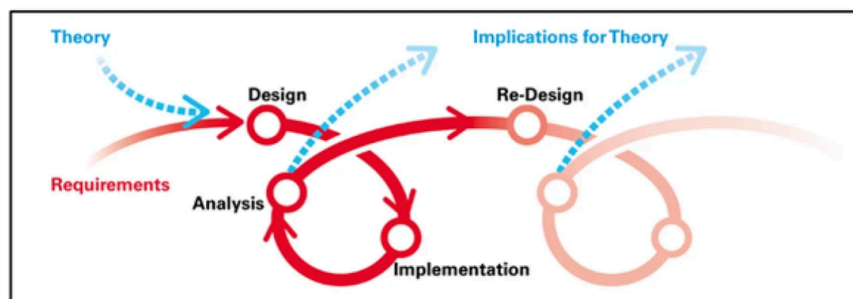 Theory
Implications for Theory
Design
Re-Design
Requirements
Analysis
Implementation